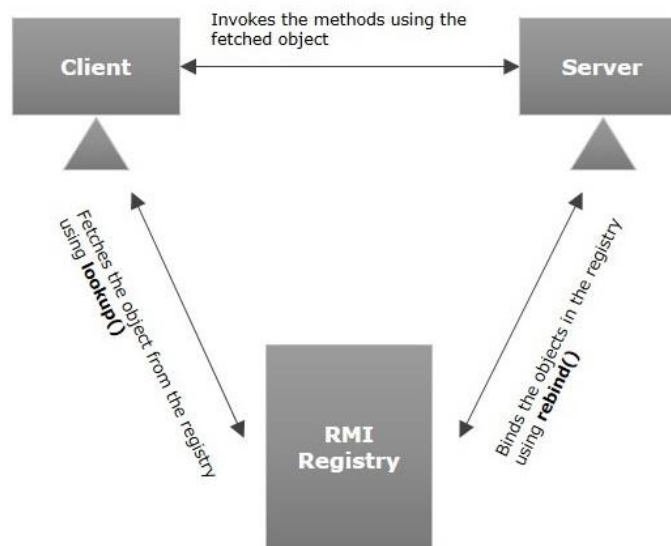 Invokes the methods using the
fetched object
Client
Server
Fetches the object from the registry
using lookup()
Binds the objects in the registry
using rebind()
RMI
Registry